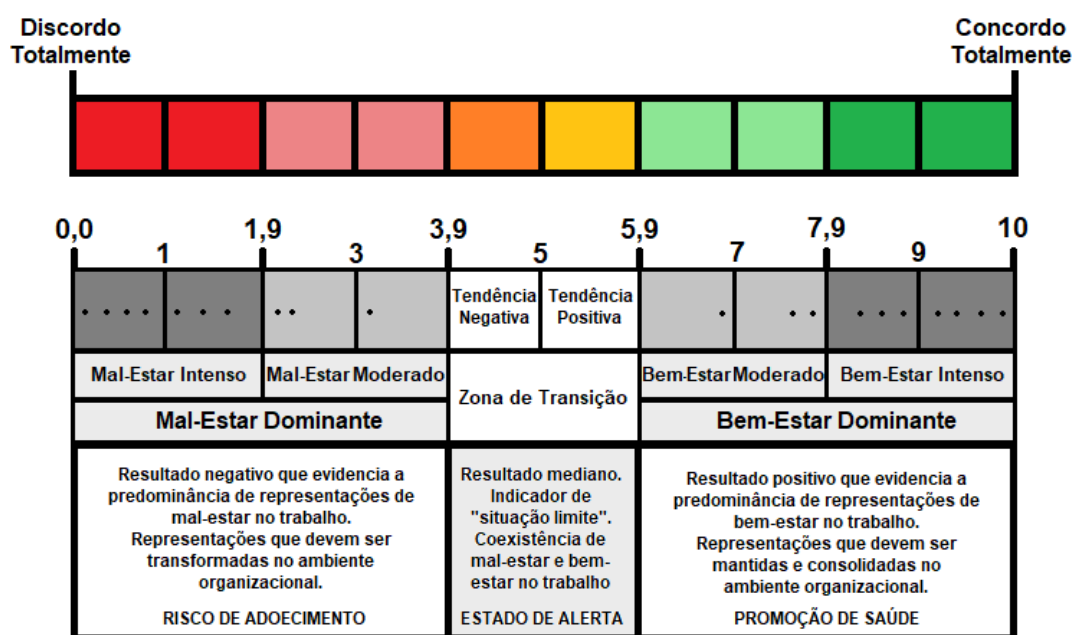 Discordo
Totalmente
Concordo
Totalmente
0,0
1
1,9
3
3,9
5
5,9
7
7,9
9
10
Tendência
Negativa
Tendência
Positiva
Mal-Estar Intenso
Mal-Estar Moderado
Zona de Transição
Bem-Estar Moderado
Bem-Estar Intenso
Mal-Estar Dominante
Bem-Estar Dominante
Resultado negativo que evidencia a
predominância de representações de
mal-estar no trabalho.
Representações que devem ser
transformadas no ambiente
organizacional.
RISCO DE ADOECIMENTO
Resultado mediano.
Indicador de
"situação limite".
Coexistência de
mal-estar e bem-
estar no trabalho
ESTADO DE ALERTA
Resultado positivo que evidencia a
predominância de representações de
bem-estar no trabalho.
Representações que devem ser
mantidas e consolidadas no
ambiente organizacional.
PROMOÇÃO DE SAÚDE